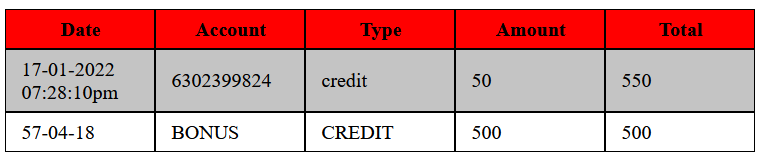 Date Account Type Amount Total
17-01-2022
07:28:10pm 6302399824 credit 50 550
57-04-18 BONUS CREDIT 500 500